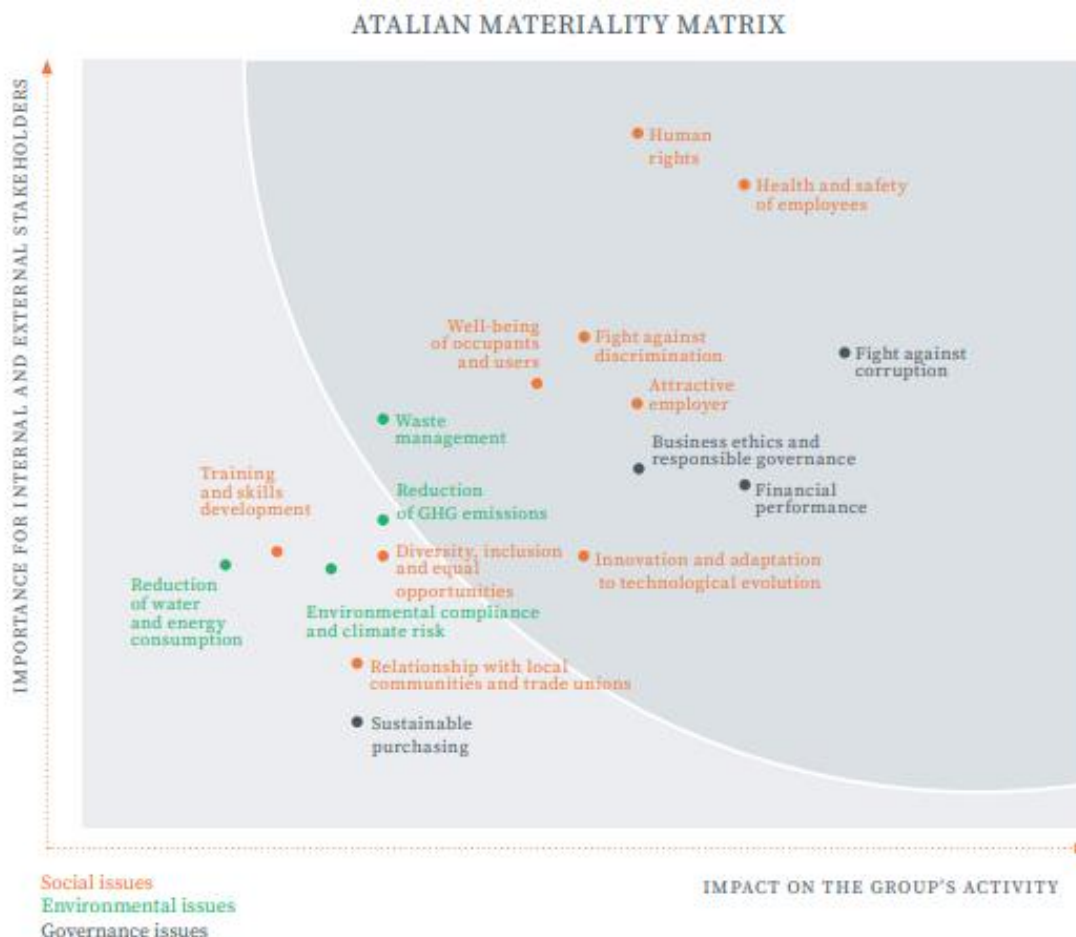 ATALIAN MATERIALITY MATRIX
IMPORTANCE FOR INTERNAL AND EXTERNAL STAKEHOLDERS
Human
rights
Health and safety
of employees
Well-being
of occupants
and users
Fight against
discrimination
Fight against
corruption
Attractive
employer
Waste
management
Business ethics and
responsible governance
Training
and skills
development
Reduction
of GHG emissions
Financial
performance
Diversity, inclusion
and equal
opportunities
Innovation and adaptation
to technological evolution
Reduction
of water
and energy
consumption
Environmental compliance
and climate risk
Relationship with local
communities and trade unions
Sustainable
purchasing
Social issues
Environmental issues
Governance issues
IMPACT ON THE GROUP'S ACTIVITY